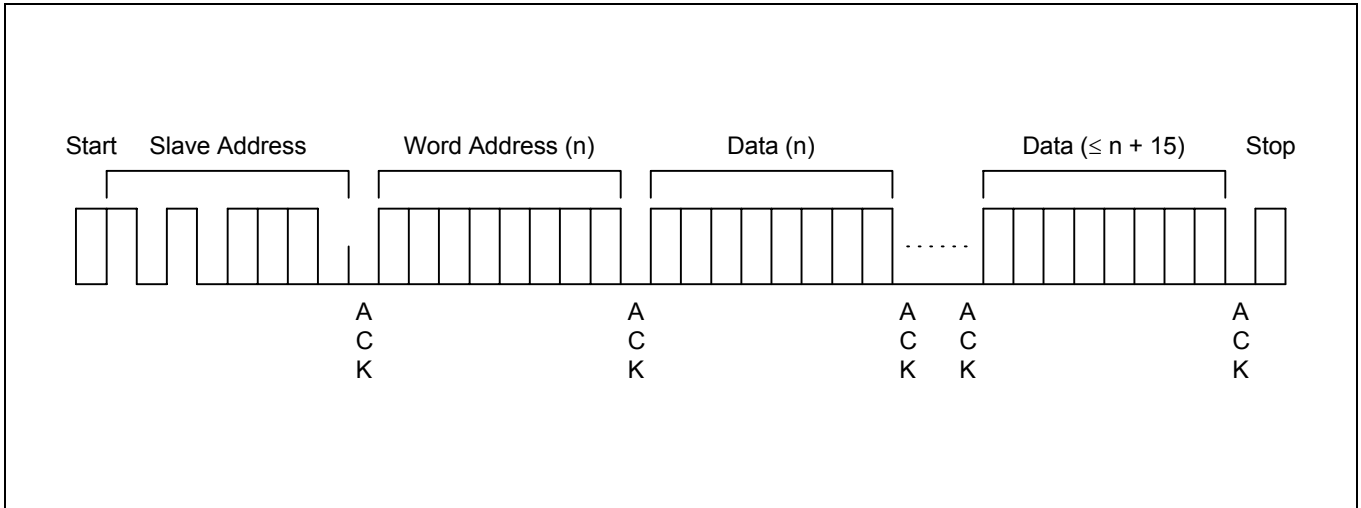 Start Slave Address Word Address (n) Data (n) Data (≤ n + 15) Stop
. . . . . .
A A A A A
C C C C C
K K K K K